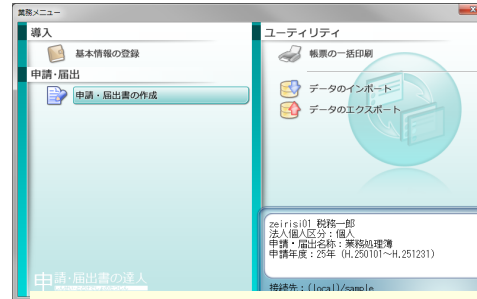 業務メニュー
導入
基本情報の登録
申請・届出
申請・届出書の作成
ユーティリティ
帳票の一括印刷
データのインポート
データのエクスポート
zeirisi01 税務一郎
法人個人区分：個人
申請・届出名称：業務処理簿
申請年度：25年 (H.250101～H.251231)
接続先：(local)/sample
申請・届出書の達人